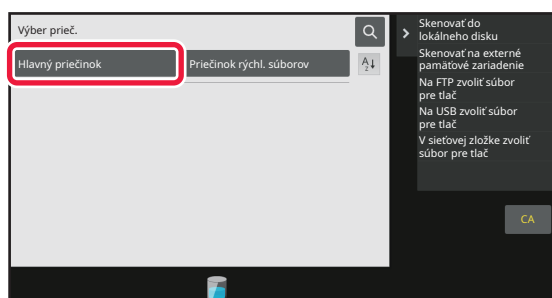 Výber prieč.
Hlavný priečinok
Priečinok rýchl. súborov
A
z
Skenovať do
lokálneho disku
Skenovať na externé
pamäťové zariadenie
Na FTP zvoliť súbor
pre tlač
Na USB zvoliť súbor
pre tlač
V sieťovej zložke zvoliť
súbor pre tlač
CA